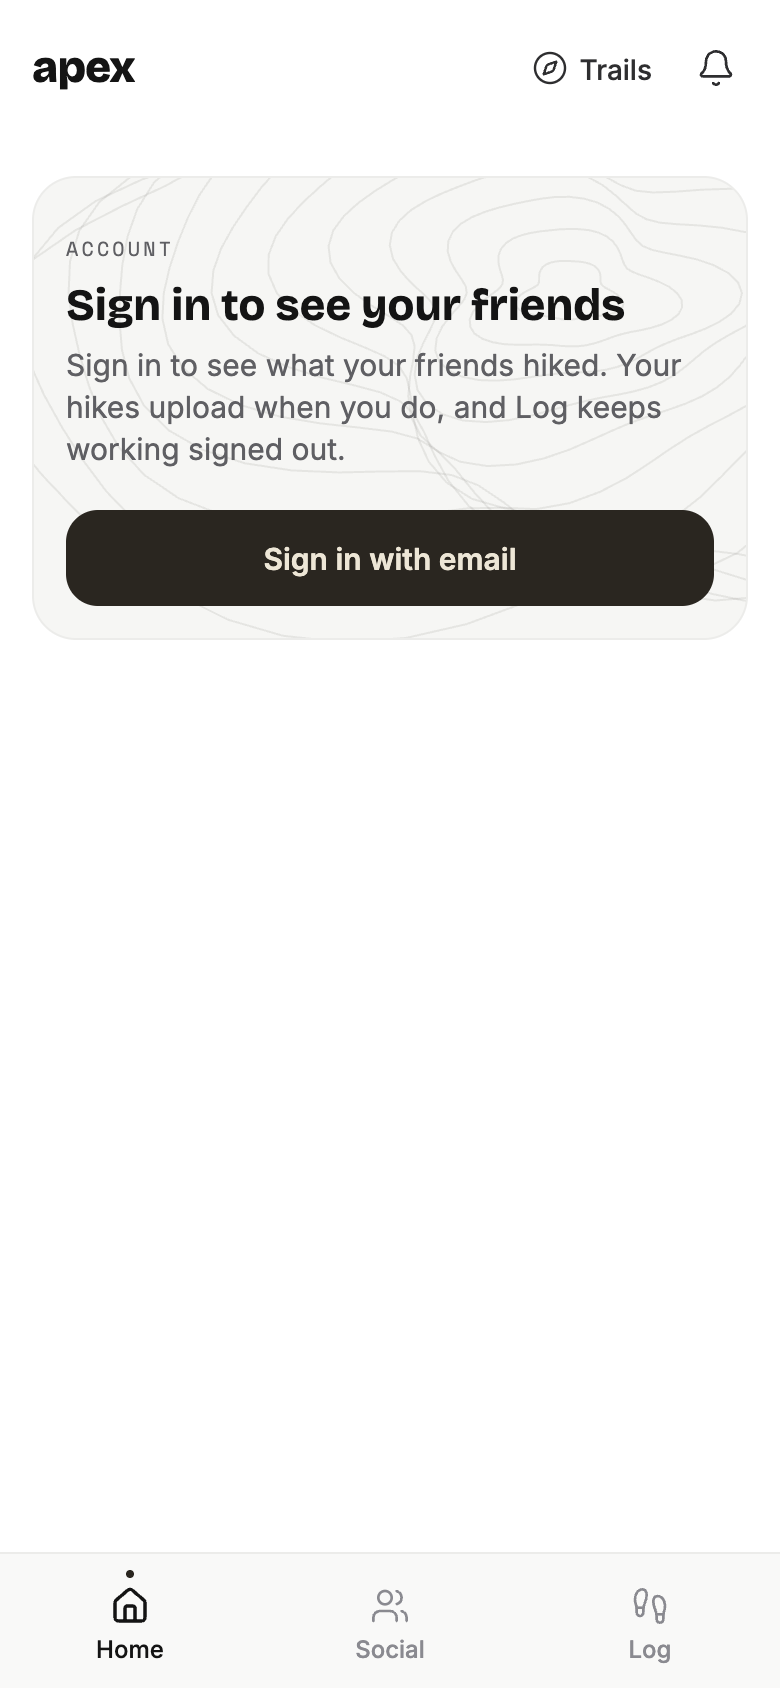 apex
Trails
ACCOUNT
Sign in to see your friends
Sign in to see what your friends hiked. Your
hikes upload when you do, and Log keeps
working signed out.
Sign in with email
Home
Social
Log